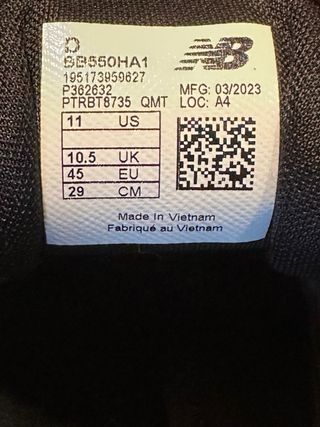 D
BB550HA1
195173959627
P362632
PTRBT8735 QMT
MFG: 03/2023
LOC: A4
11 US
10.5 UK
45 EU
29 CM
Made In Vietnam
Fabriqué au Vietnam